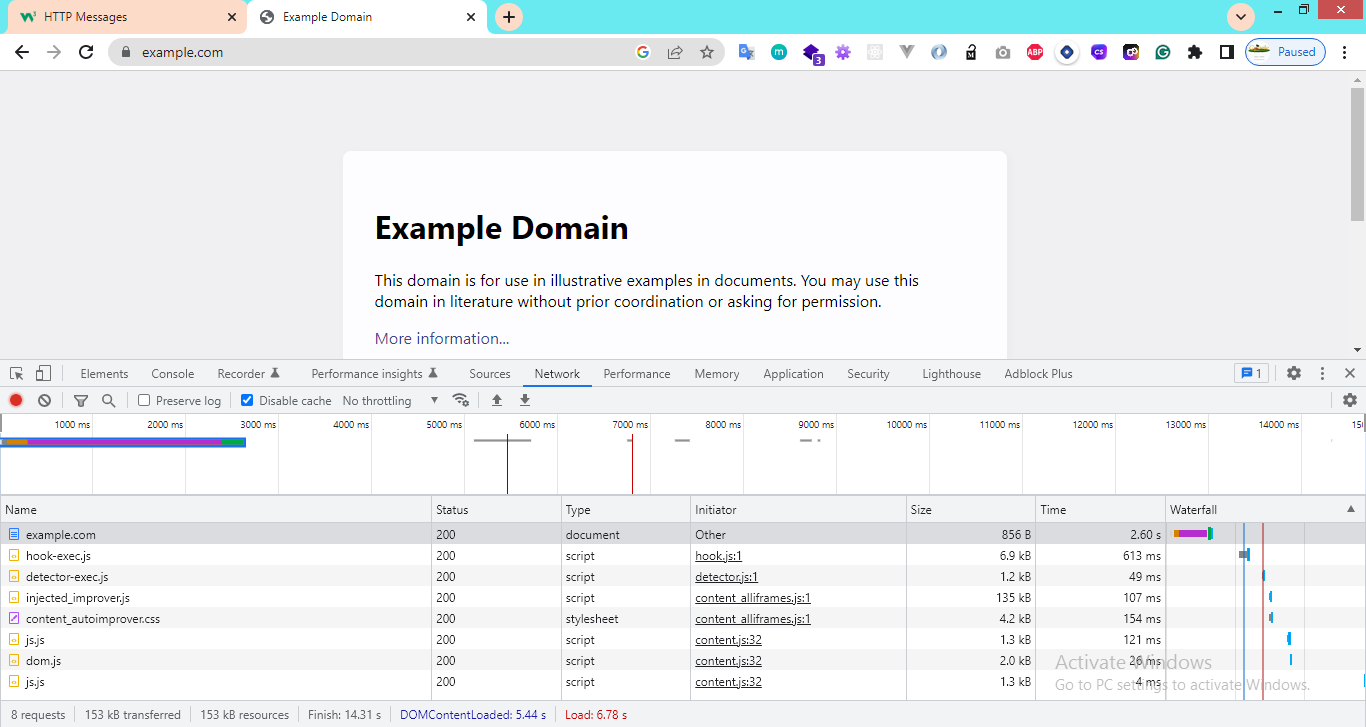 HTTP Messages
Example Domain
example.com
3
ABP
CS
Paused
Example Domain
This domain is for use in illustrative examples in documents. You may use this
domain in literature without prior coordination or asking for permission.
More information...
Elements Console Recorder Performance insights Sources Network Performance Memory Application Security Lighthouse Adblock Plus 1
Preserve log Disable cache No throttling
1000 ms 2000 ms 3000 ms 4000 ms 5000 ms 6000 ms 7000 ms 8000 ms 9000 ms 10000 ms 11000 ms 12000 ms 13000 ms 14000 ms
Name Status Type Initiator Size Time Waterfall
example.com 200 document Other 856 B 2.60 s
hook-exec.js 200 script hook.js:1 6.9 kB 613 ms
detector-exec.js 200 script detector.js:1 1.2 kB 49 ms
injected_improver.js 200 script content_alliframes.js:1 135 kB 107 ms
content_autoimprover.css 200 stylesheet content_alliframes.js:1 4.2 kB 154 ms
js.js 200 script content.js:32 1.3 kB 121 ms
dom.js 200 script content.js:32 2.0 kB 26 ms
js.js 200 script content.js:32 1.3 kB 4 ms
Activate Windows
Go to PC settings to activate Windows.
8 requests 153 kB transferred 153 kB resources Finish: 14.31 s DOMContentLoaded: 5.44 s Load: 6.78 s